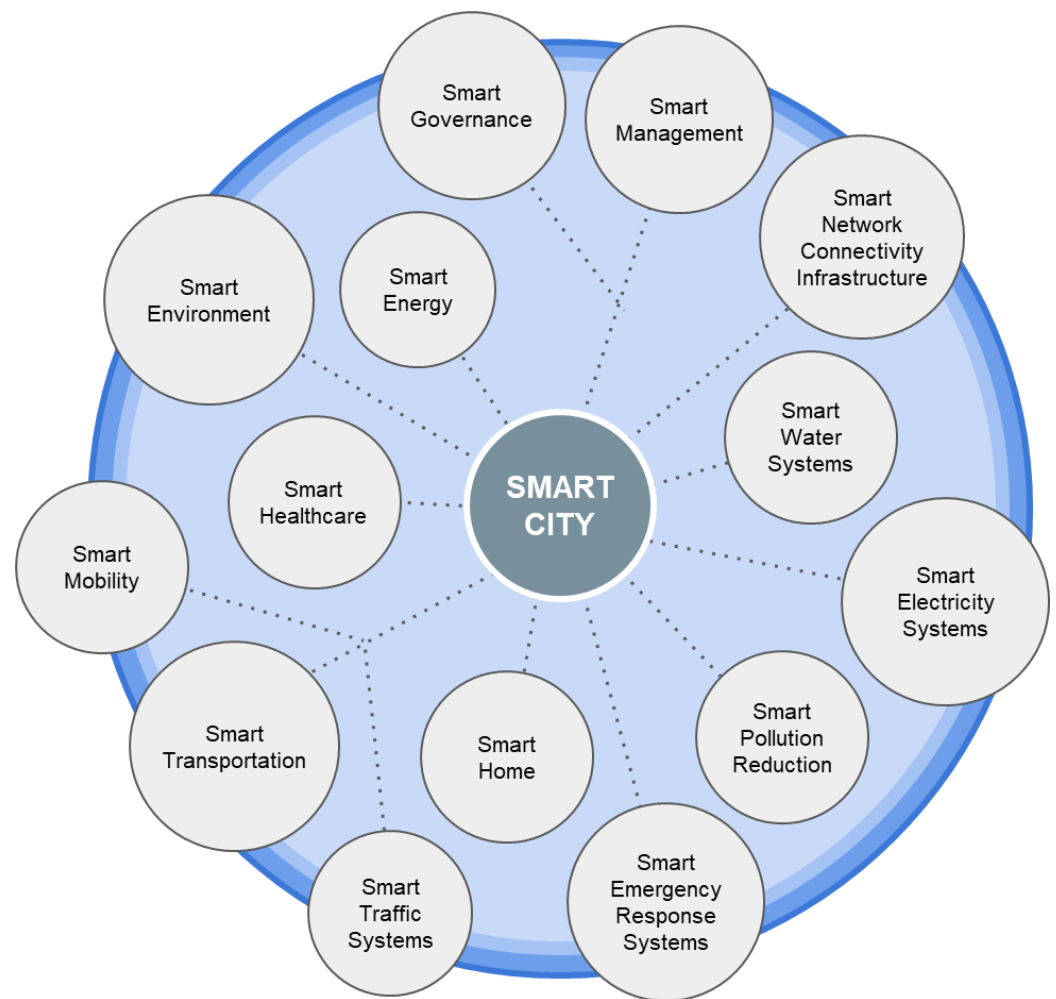 Smart
Governance
Smart
Management
Smart
Network
Connectivity
Infrastructure
Smart
Environment
Smart
Energy
Smart
Water
Systems
SMART
CITY
Smart
Healthcare
Smart
Mobility
Smart
Electricity
Systems
Smart
Transportation
Smart
Home
Smart
Pollution
Reduction
Smart
Traffic
Systems
Smart
Emergency
Response
Systems